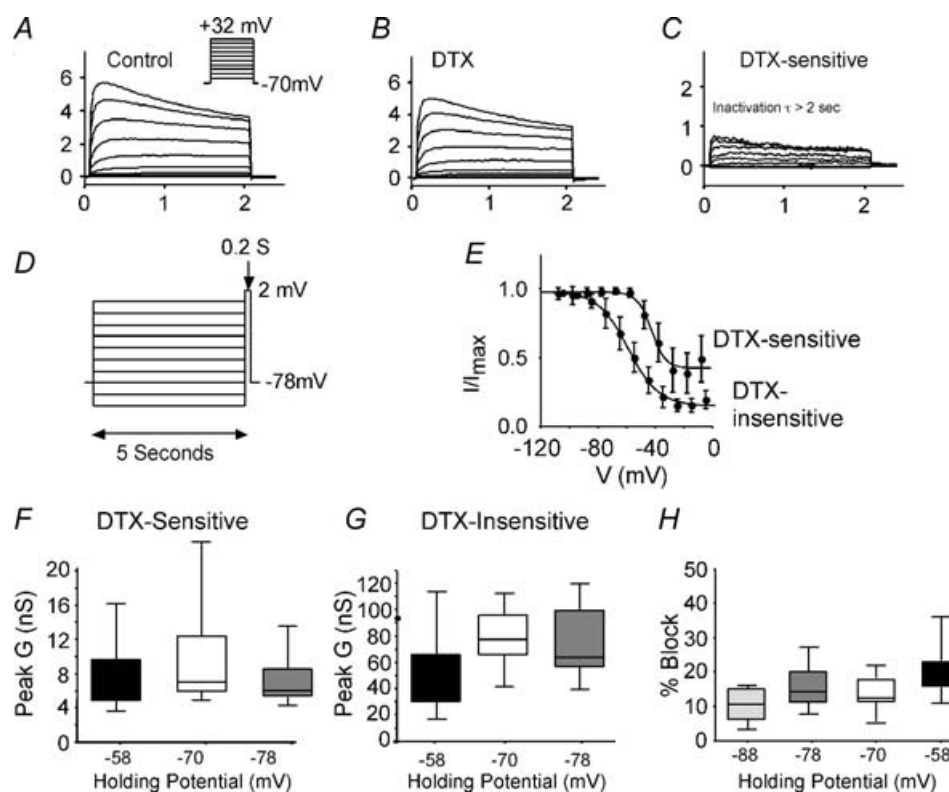 A
Control
+32 mV
-70mV
6
4
2
0
0
1
2
B
DTX
6
4
2
0
0
1
2
C
DTX-sensitive
Inactivation τ > 2 sec
2
1
0
0
1
2
D
0.2 S
2 mV
-78mV
5 Seconds
E
1.0
0.5
0.0
I/Imax
-120
-80
-40
0
V (mV)
DTX-sensitive
DTX-
insensitive
F
DTX-Sensitive
20
16
12
8
4
0
Peak G (nS)
-58
-70
-78
Holding Potential (mV)
G
DTX-Insensitive
120
100
80
60
40
20
0
Peak G (nS)
-58
-70
-78
Holding Potential (mV)
H
50
40
30
20
10
0
% Block
-88
-78
-70
-58
Holding Potential (mV)